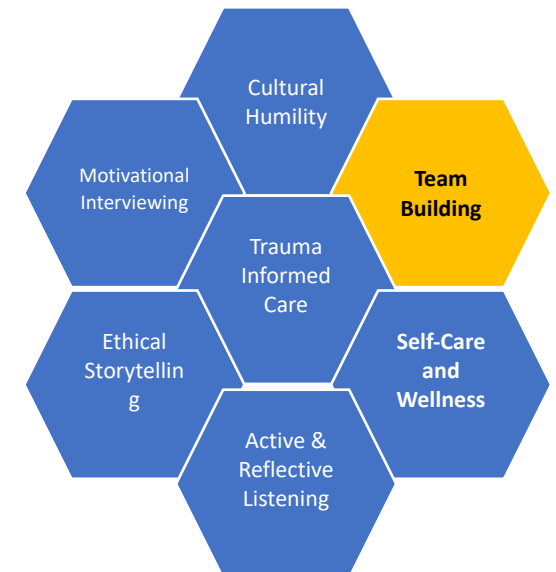 Cultural
Humility
Motivational
Interviewing
Team
Building
Trauma
Informed
Care
Ethical
Storytellin
g
Self-Care
and
Wellness
Active &
Reflective
Listening